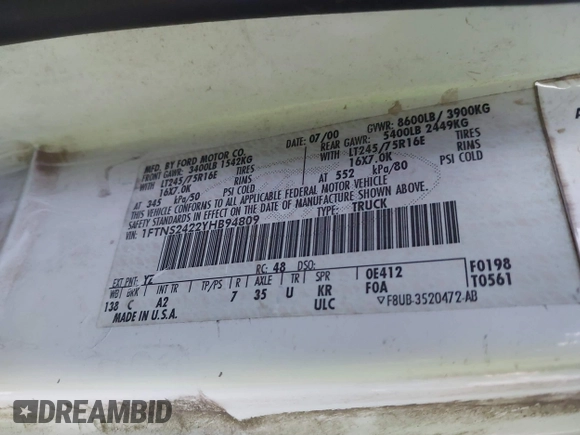 MFD. BY FORD MOTOR CO.
DATE: 07/00 GVWR: 8600LB/ 3900KG
FRONT GAWR: 3400LB 1542KG REAR GAWR: 5400LB 2449KG
WITH LT245/75R16E TIRES WITH LT245/75R16E TIRES
16X7.0K RIMS 16X7.0K RIMS
AT 345 kPa/50 PSI COLD AT 552 kPa/80 PSI COLD
THIS VEHICLE CONFORMS TO ALL APPLICABLE FEDERAL MOTOR VEHICLE
SAFETY STANDARDS IN EFFECT ON THE DATE OF MANUFACTURE SHOWN ABOVE.
VIN: 1FTNS2422YHB94809 TYPE: TRUCK
EXT PNT: YZ RC: 48 DSO:
WB BRK INT TR TP/PS R AXLE TR SPR OE412 F0198
138 C A2 7 35 U KR F0A T0561
ULC
MADE IN U.S.A. F8UB-3520472-AB
DREAMBID